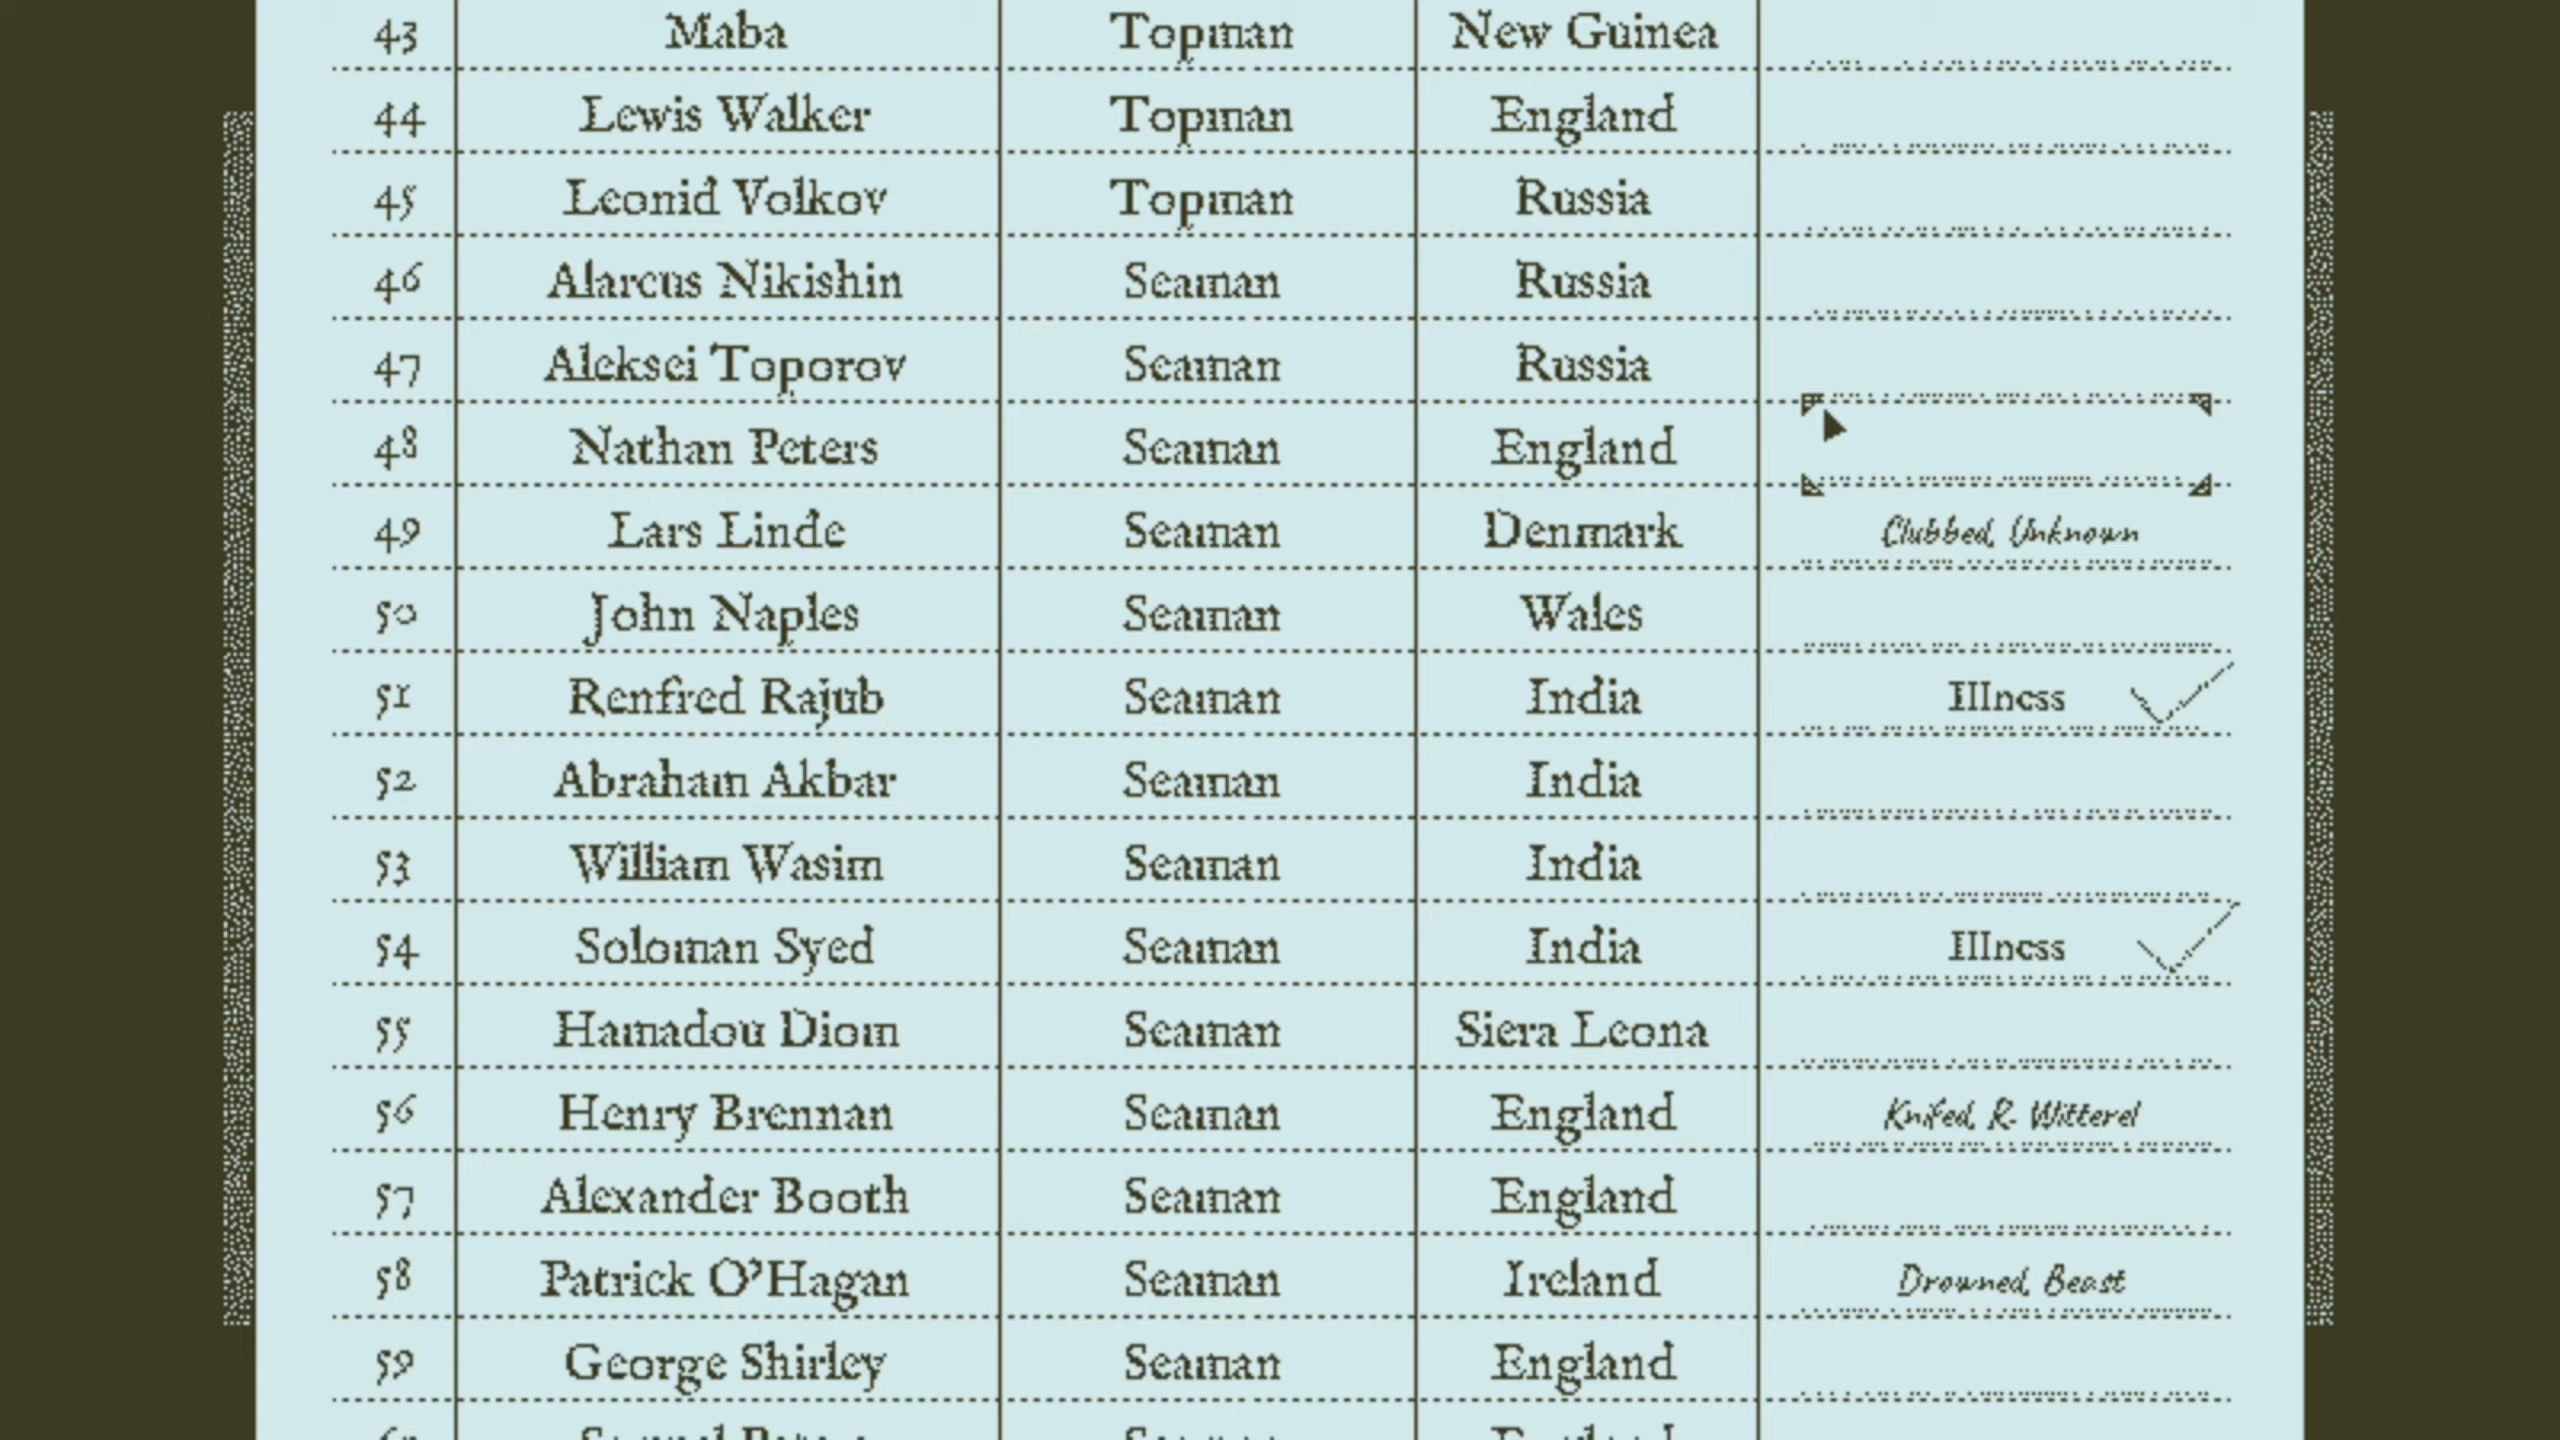 43 Maba Topman New Guinea
44 Lewis Walker Topman England
45 Leonid Volkov Topman Russia
46 Alarcus Nikishin Seaman Russia
47 Aleksei Toporov Seaman Russia
48 Nathan Peters Seaman England
49 Lars Linde Seaman Denmark Clubbed, Unknown
50 John Naples Seaman Wales
51 Renfred Rajub Seaman India Illness
52 Abraham Akbar Seaman India
53 William Wasim Seaman India
54 Soloman Syed Seaman India Illness
55 Hamadou Diom Seaman Siera Leona
56 Henry Brennan Seaman England Knifed, R. Witterel
57 Alexander Booth Seaman England
58 Patrick O'Hagan Seaman Ireland Drowned, Beast
59 George Shirley Seaman England